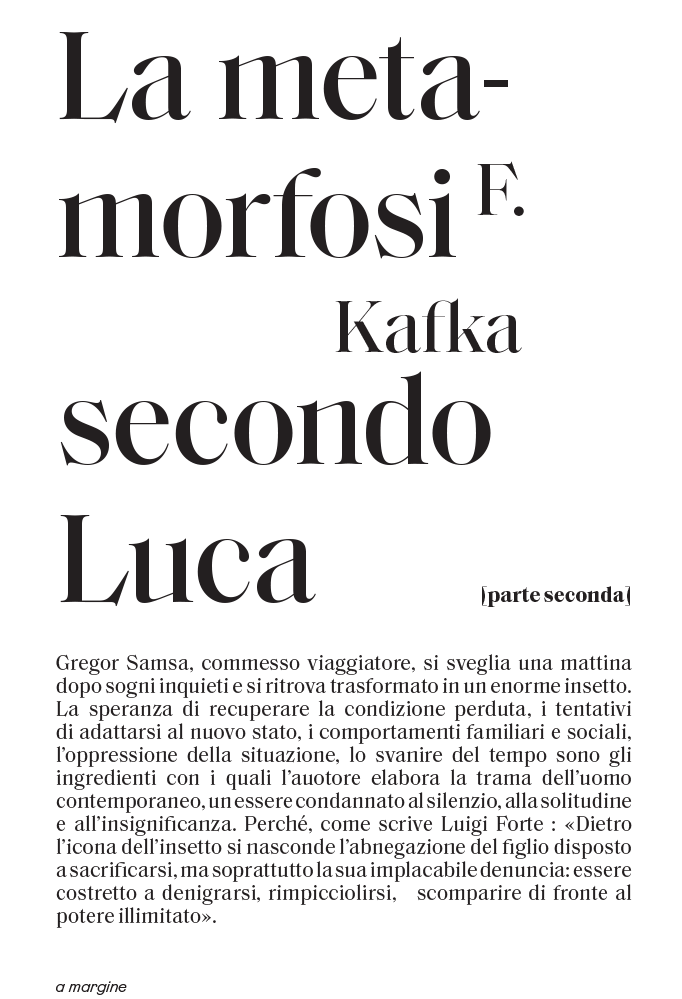 La meta-
morfosi F.
Kafka
secondo
Luca
(parte seconda)
Gregor Samsa, commesso viaggiatore, si sveglia una mattina
dopo sogni inquieti e si ritrova trasformato in un enorme insetto.
La speranza di recuperare la condizione perduta, i tentativi
di adattarsi al nuovo stato, i comportamenti familiari e sociali,
l’oppressione della situazione, lo svanire del tempo sono gli
ingredienti con i quali l’auotore elabora la trama dell’uomo
contemporaneo, un essere condannato al silenzio, alla solitudine
e all’insignificanza. Perché, come scrive Luigi Forte : «Dietro
l’icona dell’insetto si nasconde l’abnegazione del figlio disposto
a sacrificarsi, ma soprattutto la sua implacabile denuncia: essere
costretto a denigrarsi, rimpicciolirsi, scomparire di fronte al
potere illimitato».
a margine